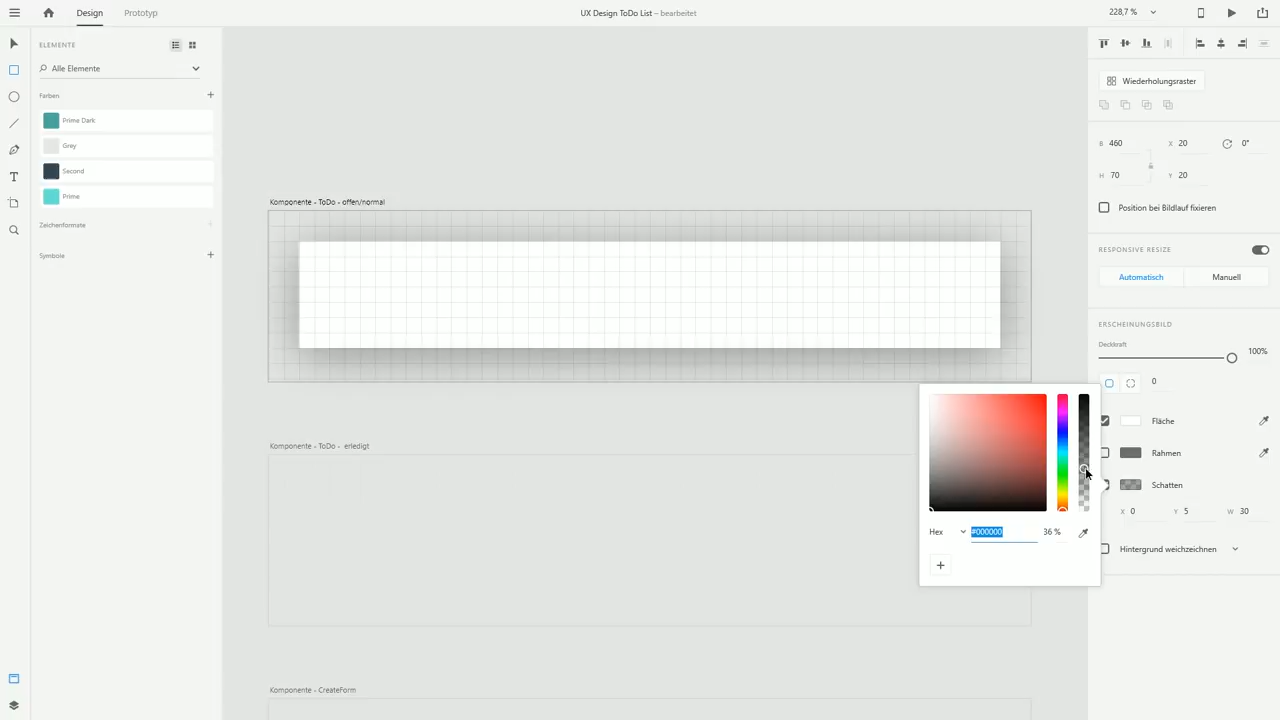 Design
Prototyp
UX Design ToDo List – bearbeitet
228,7 %
ELEMENTE
Alle Elemente
Farben
Prime Dark
Grey
Second
Prime
Zeichenformate
Symbole
Komponente - ToDo - offen/normal
Komponente - ToDo -  erledigt
Komponente - CreateForm
Hex
#000000
36 %
Wiederholungsraster
B 460 X 20 0°
H 70 Y 20
Position bei Bildlauf fixieren
RESPONSIVE RESIZE
Automatisch
Manuell
ERSCHEINUNGSBILD
Deckkraft
100%
0
Fläche
Rahmen
Schatten
X 0 Y 5 W 30
Hintergrund weichzeichnen